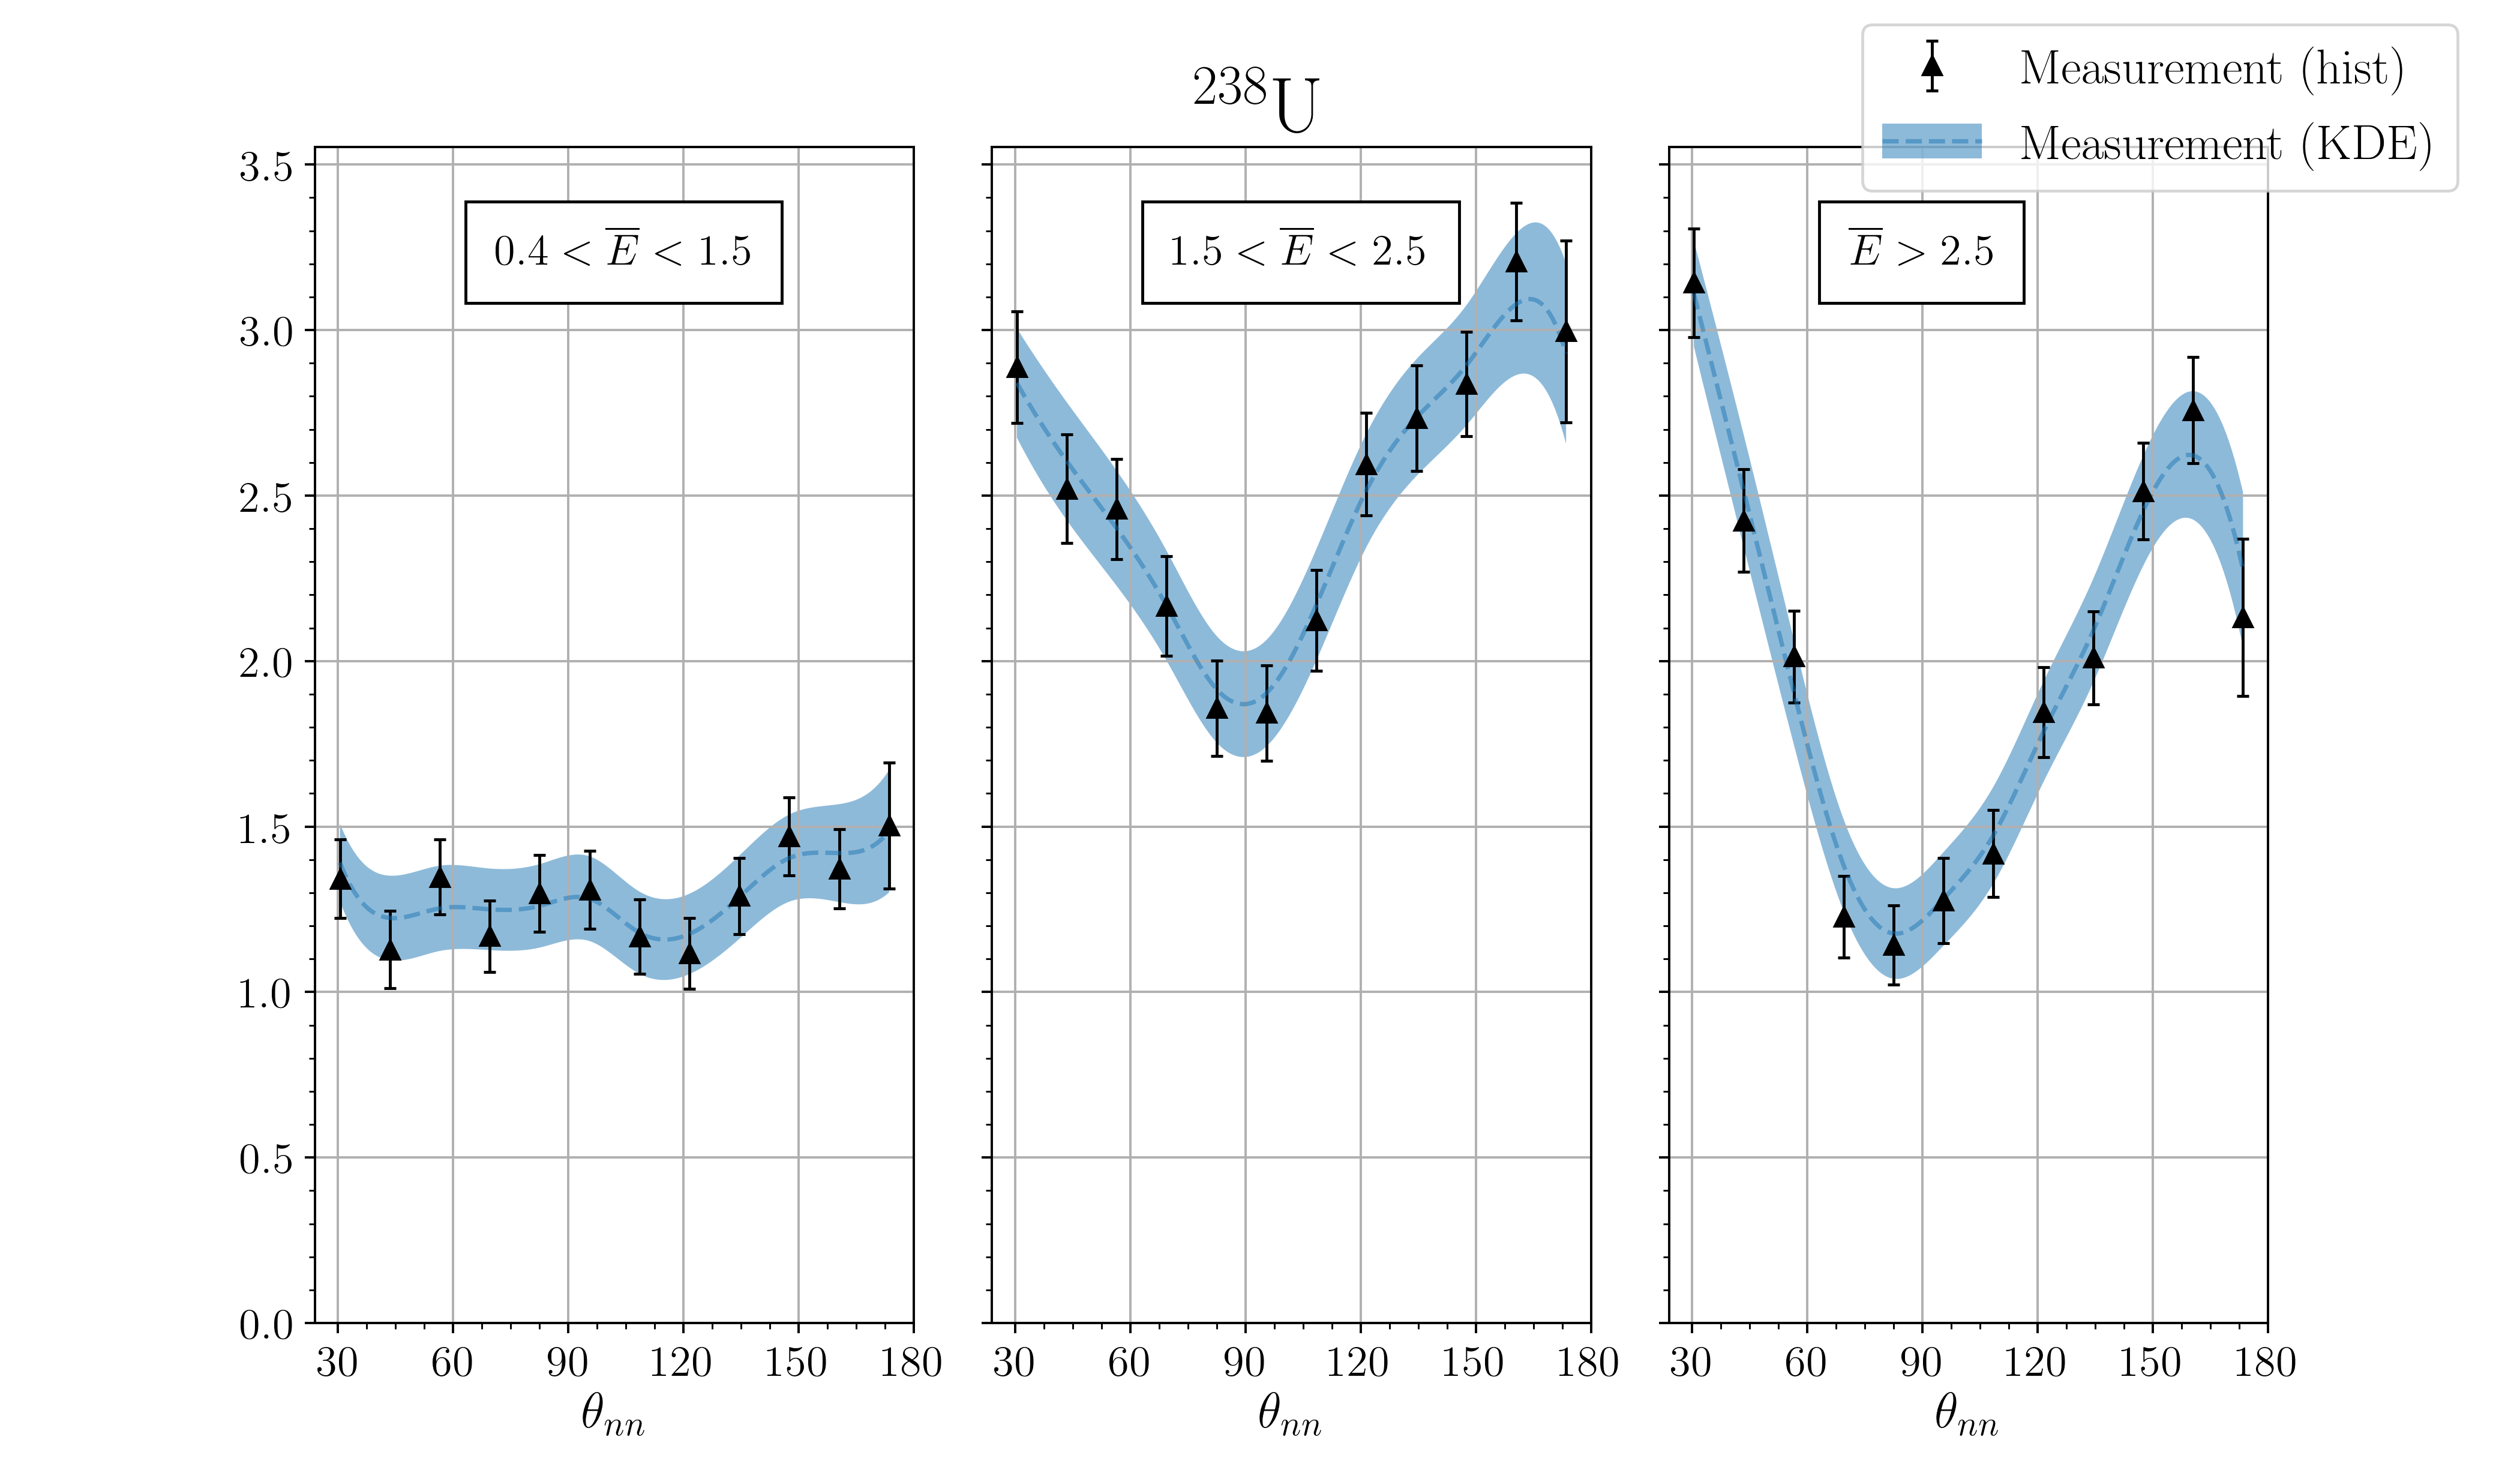 ²³⁸U
Measurement (hist)
Measurement (KDE)
0.4 < E̅ < 1.5
1.5 < E̅ < 2.5
E̅ > 2.5
3.5
3.0
2.5
2.0
1.5
1.0
0.5
0.0
30 60 90 120 150 180
30 60 90 120 150 180
30 60 90 120 150 180
θₙₙ
θₙₙ
θₙₙ